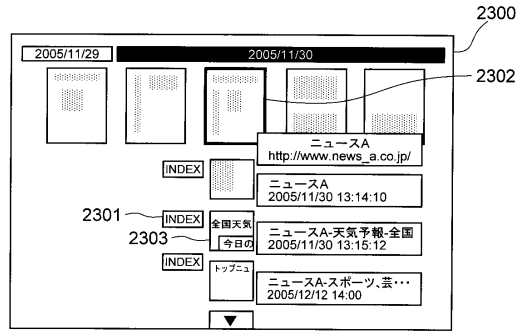 2300
2005/11/29
2005/11/30
2302
ニュースA
http://www.news_a.co.jp/
INDEX
ニュースA
2005/11/30 13:14:10
2301
INDEX
全国天気
2303
今日の
ニュースA-天気予報-全国
2005/11/30 13:15:12
INDEX
トップニュ
ニュースA-スポーツ、芸・・・
2005/12/12 14:00
▼